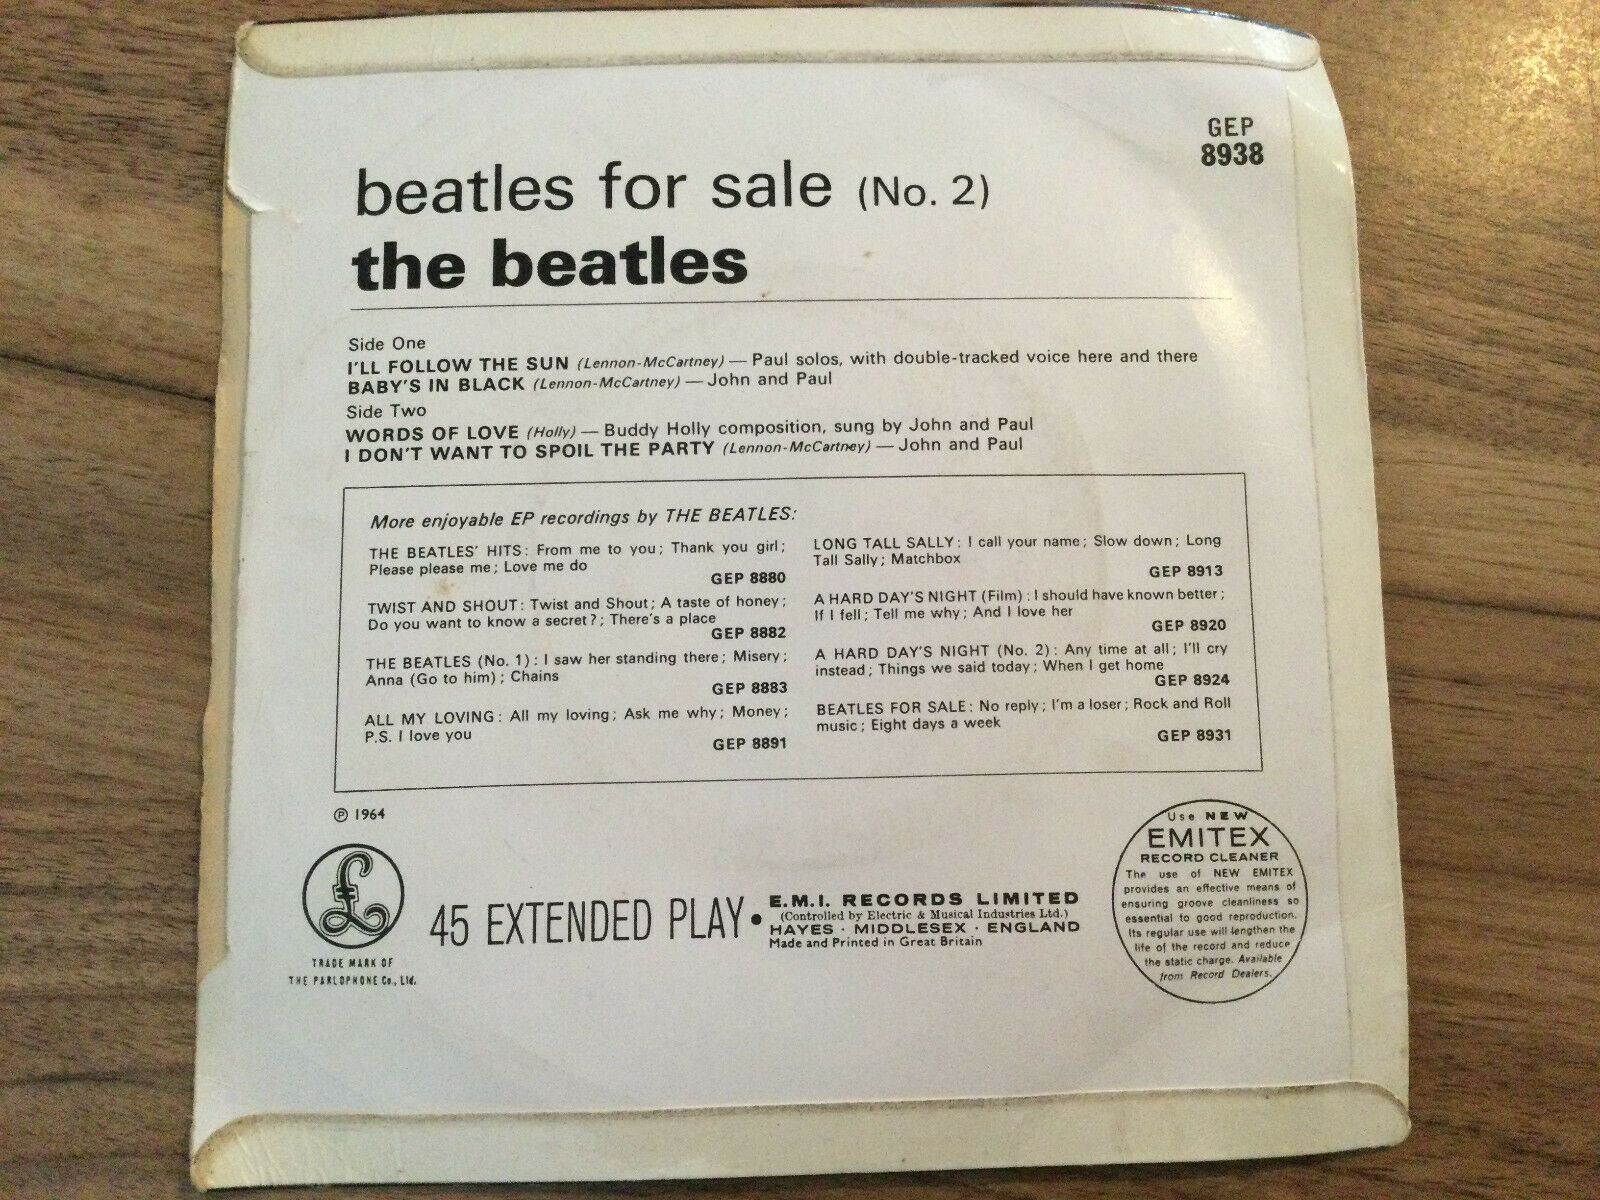 GEP
8938
beatles for sale (No. 2)
the beatles
Side One
I'LL FOLLOW THE SUN (Lennon-McCartney) — Paul solos, with double-tracked voice here and there
BABY'S IN BLACK (Lennon-McCartney) — John and Paul
Side Two
WORDS OF LOVE (Holly) — Buddy Holly composition, sung by John and Paul
I DON'T WANT TO SPOIL THE PARTY (Lennon-McCartney) — John and Paul
More enjoyable EP recordings by THE BEATLES:
THE BEATLES' HITS: From me to you; Thank you girl;
Please please me; Love me do
GEP 8880
TWIST AND SHOUT: Twist and Shout; A taste of honey;
Do you want to know a secret?; There's a place
GEP 8882
THE BEATLES (No. 1): I saw her standing there; Misery;
Anna (Go to him); Chains
GEP 8883
ALL MY LOVING: All my loving; Ask me why; Money;
P.S. I love you
GEP 8891
LONG TALL SALLY: I call your name; Slow down; Long
Tall Sally; Matchbox
GEP 8913
A HARD DAY'S NIGHT (Film): I should have known better;
If I fell; Tell me why; And I love her
GEP 8920
A HARD DAY'S NIGHT (No. 2): Any time at all; I'll cry
instead; Things we said today; When I get home
GEP 8924
BEATLES FOR SALE: No reply; I'm a loser; Rock and Roll
music; Eight days a week
GEP 8931
℗ 1964
£
TRADE MARK OF
THE PARLOPHONE Co., Ltd.
45 EXTENDED PLAY •
E.M.I. RECORDS LIMITED
(Controlled by Electric & Musical Industries Ltd.)
HAYES · MIDDLESEX · ENGLAND
Made and Printed in Great Britain
Use NEW
EMITEX
RECORD CLEANER
The use of NEW EMITEX
provides an effective means of
ensuring groove cleanliness so
essential to good reproduction.
Its regular use will lengthen the
life of the record and reduce
the static charge. Available
from Record Dealers.